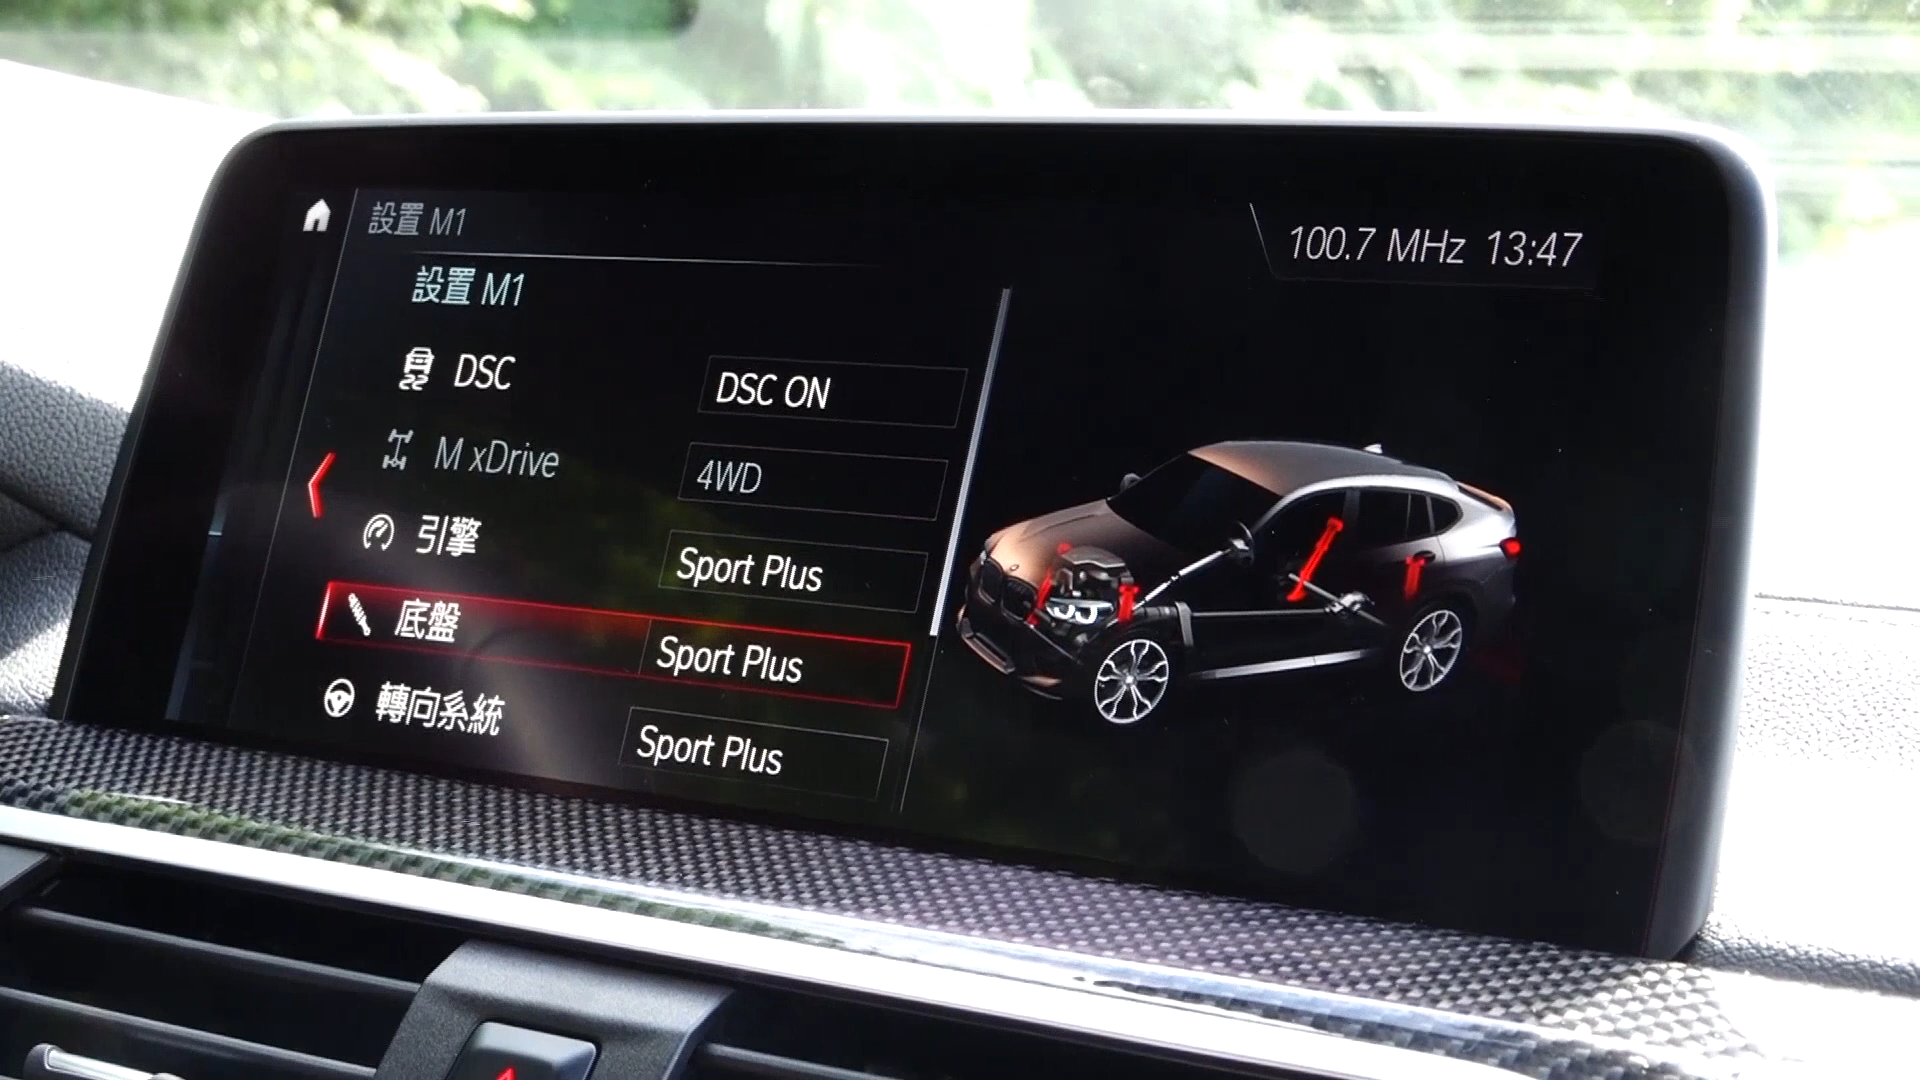 設置 M1
100.7 MHz 13:47
設置 M1
DSC DSC ON
M xDrive 4WD
引擎 Sport Plus
底盤 Sport Plus
轉向系統 Sport Plus